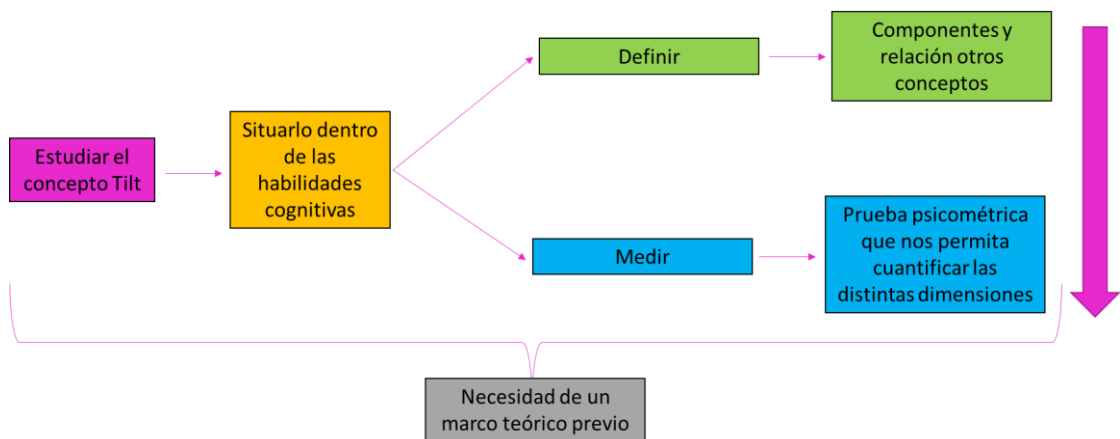 Estudiar el
concepto Tilt
Situarlo dentro
de las
habilidades
cognitivas
Definir
Componentes y
relación otros
conceptos
Medir
Prueba psicométrica
que nos permita
cuantificar las
distintas dimensiones
Necesidad de un
marco teórico previo